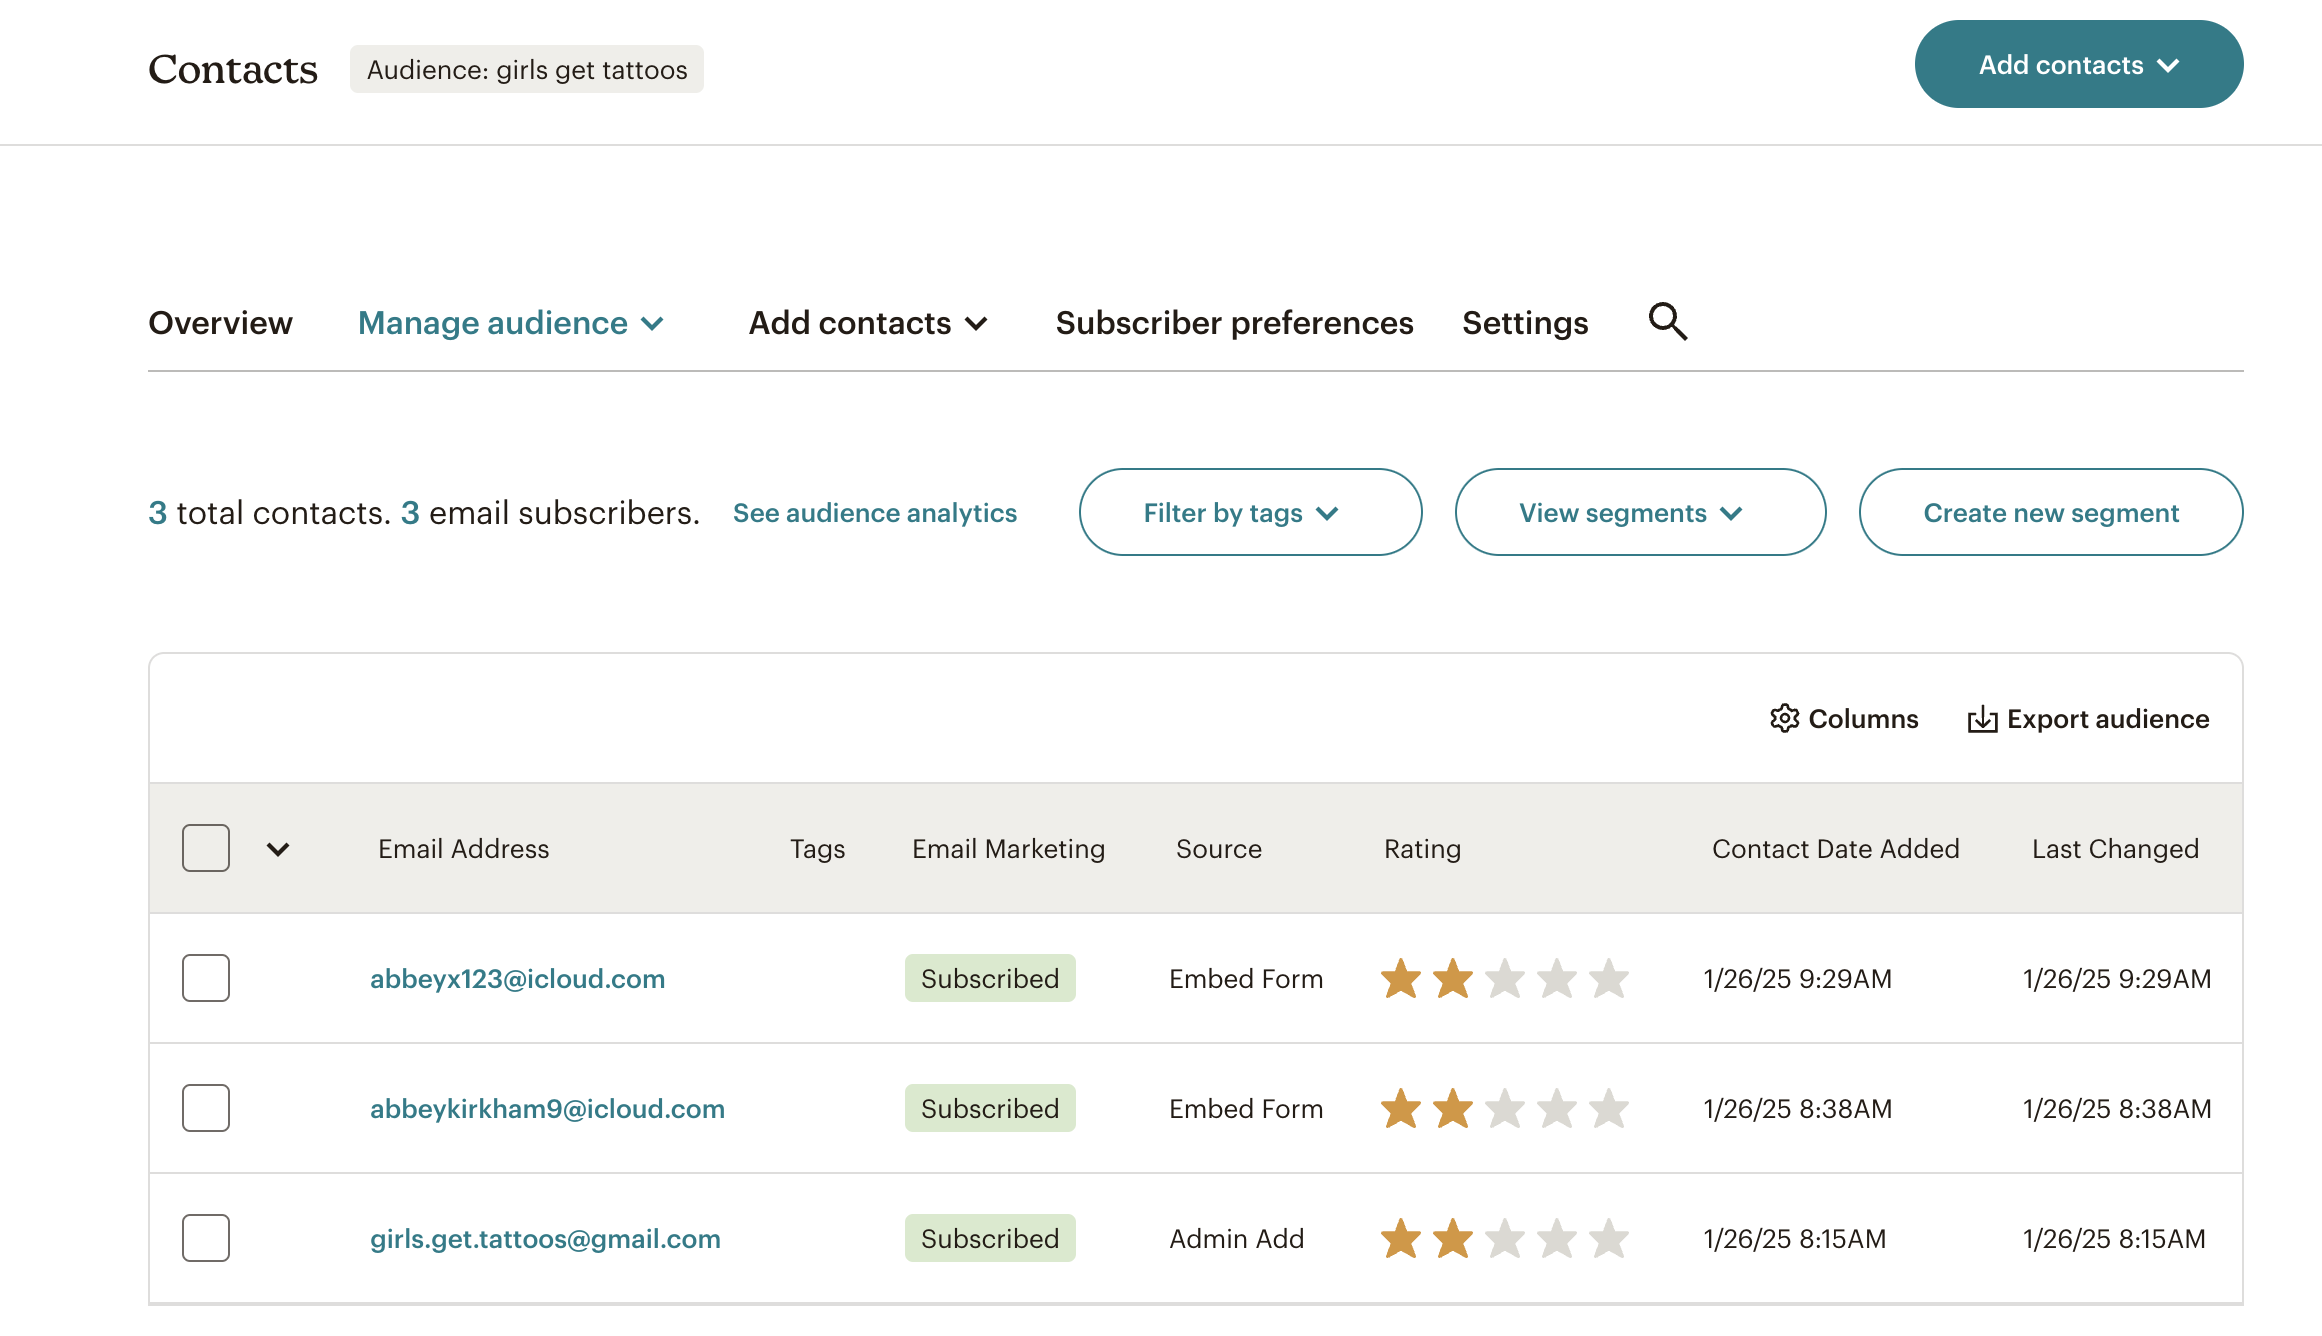 Contacts Audience: girls get tattoos Add contacts
Overview Manage audience Add contacts Subscriber preferences Settings
3 total contacts. 3 email subscribers. See audience analytics Filter by tags View segments Create new segment
Columns Export audience
Email Address Tags Email Marketing Source Rating Contact Date Added Last Changed
abbeyx123@icloud.com Subscribed Embed Form 1/26/25 9:29AM 1/26/25 9:29AM
abbeykirkham9@icloud.com Subscribed Embed Form 1/26/25 8:38AM 1/26/25 8:38AM
girls.get.tattoos@gmail.com Subscribed Admin Add 1/26/25 8:15AM 1/26/25 8:15AM